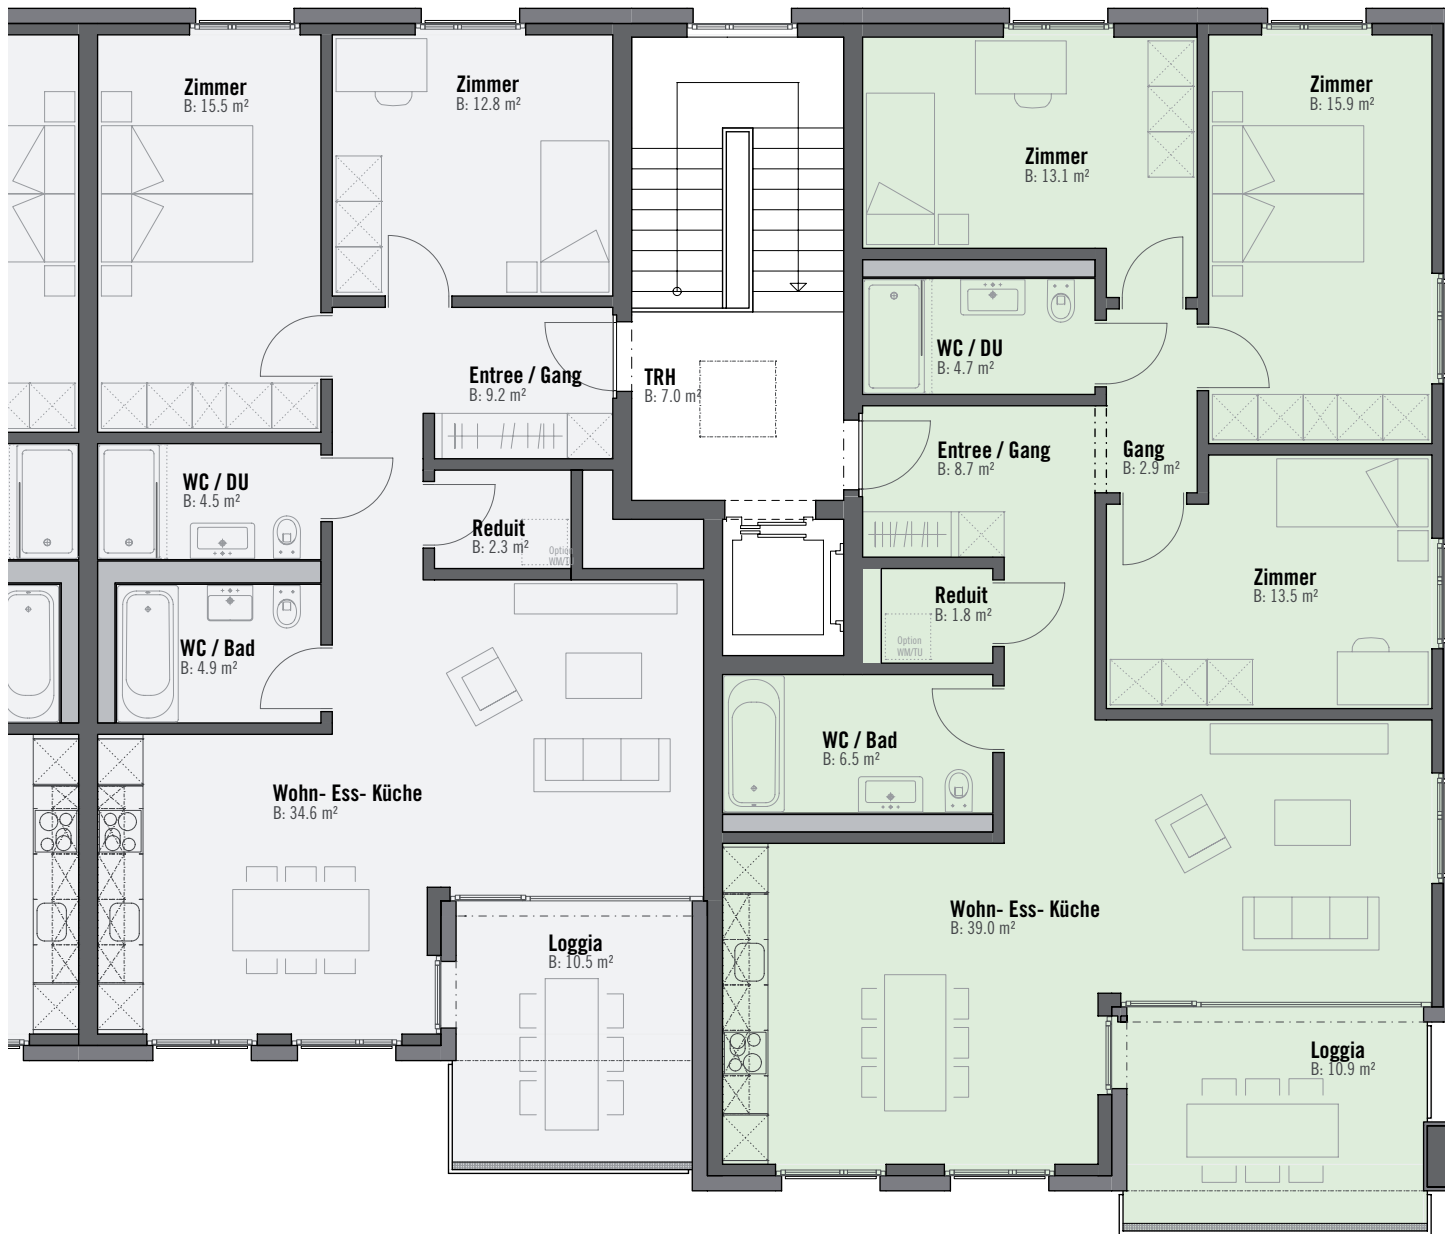 Zimmer
B: 15.5 m²
Zimmer
B: 12.8 m²
Zimmer
B: 13.1 m²
Zimmer
B: 15.9 m²
WC / DU
B: 4.7 m²
Entree / Gang
B: 9.2 m²
TRH
B: 7.0 m²
Entree / Gang
B: 8.7 m²
Gang
B: 2.9 m²
WC / DU
B: 4.5 m²
Reduit
B: 2.3 m²
Option
WM/TU
Zimmer
B: 13.5 m²
Reduit
B: 1.8 m²
Option
WM/TU
WC / Bad
B: 4.9 m²
WC / Bad
B: 6.5 m²
Wohn- Ess- Küche
B: 34.6 m²
Wohn- Ess- Küche
B: 39.0 m²
Loggia
B: 10.5 m²
Loggia
B: 10.9 m²